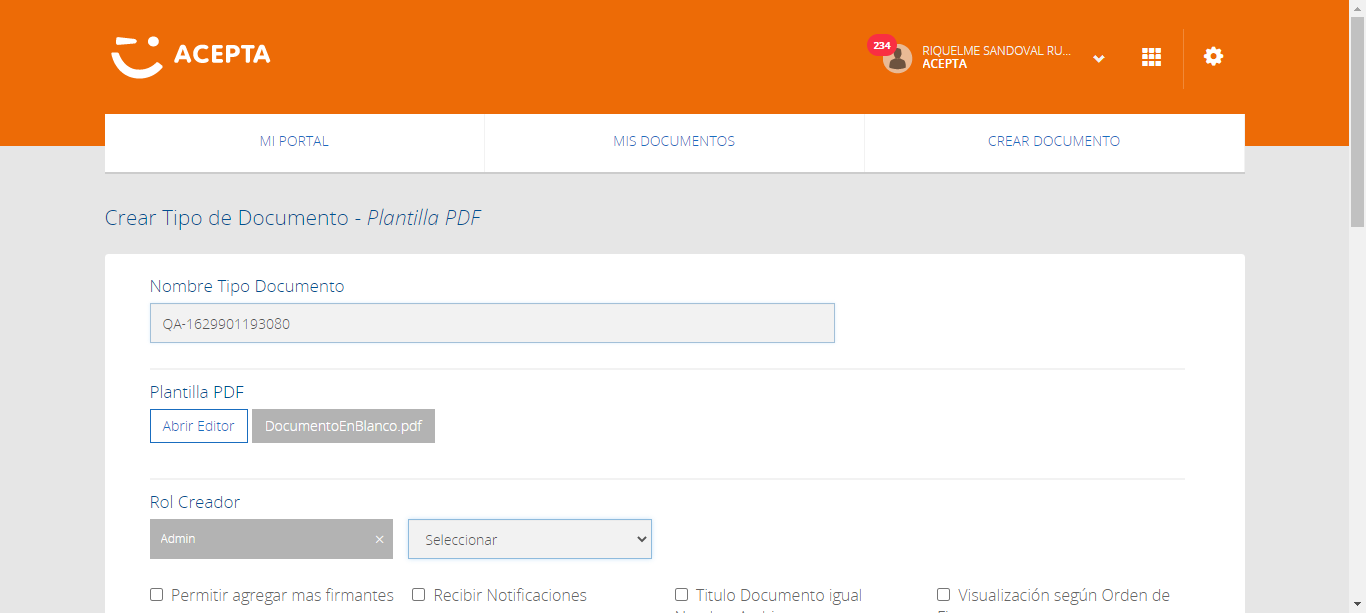 ACEPTA
234
RIQUELME SANDOVAL RU...
ACEPTA
MI PORTAL
MIS DOCUMENTOS
CREAR DOCUMENTO
Crear Tipo de Documento - Plantilla PDF
Nombre Tipo Documento
QA-1629901193080
Plantilla PDF
Abrir Editor
DocumentoEnBlanco.pdf
Rol Creador
Admin ×
Seleccionar
Permitir agregar mas firmantes
Recibir Notificaciones
Titulo Documento igual
Visualización según Orden de